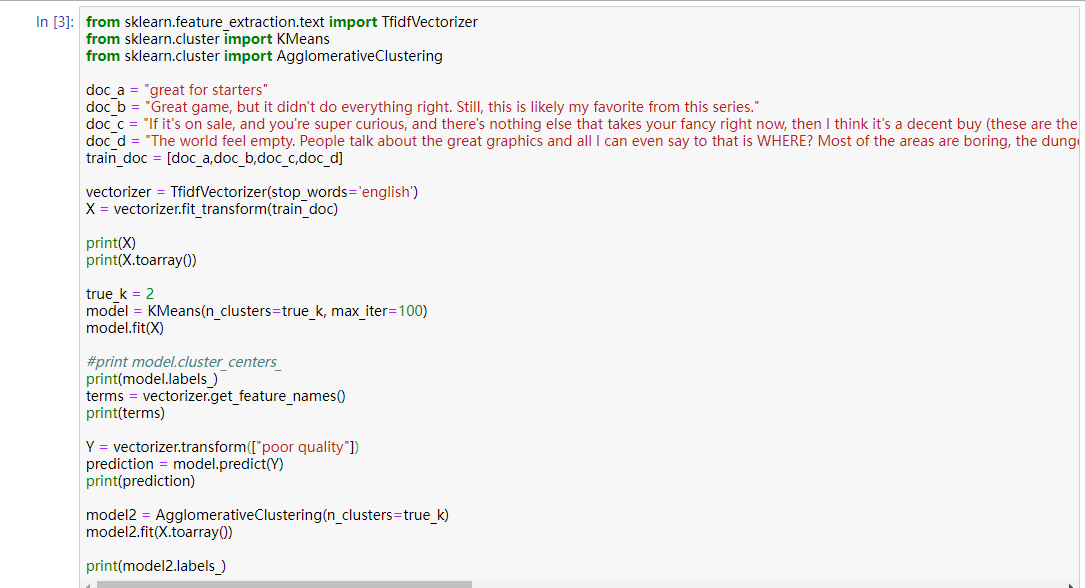 In [3]:
from sklearn.feature_extraction.text import TfidfVectorizer
from sklearn.cluster import KMeans
from sklearn.cluster import AgglomerativeClustering
doc_a = "great for starters"
doc_b = "Great game, but it didn't do everything right. Still, this is likely my favorite from this series."
doc_c = "If it's on sale, and you're super curious, and there's nothing else that takes your fancy right now, then I think it's a decent buy (these are the
doc_d = "The world feel empty. People talk about the great graphics and all I can even say to that is WHERE? Most of the areas are boring, the dunge
train_doc = [doc_a,doc_b,doc_c,doc_d]
vectorizer = TfidfVectorizer(stop_words='english')
X = vectorizer.fit_transform(train_doc)
print(X)
print(X.toarray())
true_k = 2
model = KMeans(n_clusters=true_k, max_iter=100)
model.fit(X)
#print model.cluster_centers_
print(model.labels_)
terms = vectorizer.get_feature_names()
print(terms)
Y = vectorizer.transform(["poor quality"])
prediction = model.predict(Y)
print(prediction)
model2 = AgglomerativeClustering(n_clusters=true_k)
model2.fit(X.toarray())
print(model2.labels_)